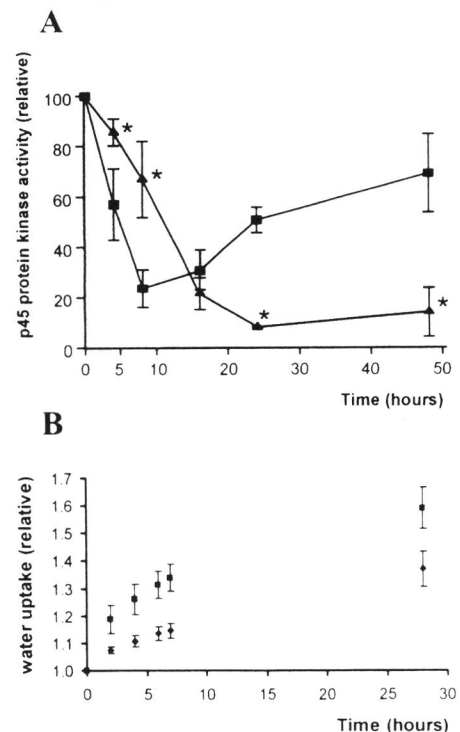 A
p45 protein kinase activity (relative)
100
80
60
40
20
0
* * * *
0 5 10 20 30 40 50
Time (hours)
B
water uptake (relative)
1.7
1.6
1.5
1.4
1.3
1.2
1.1
1.0
0 5 10 15 20 25 30
Time (hours)